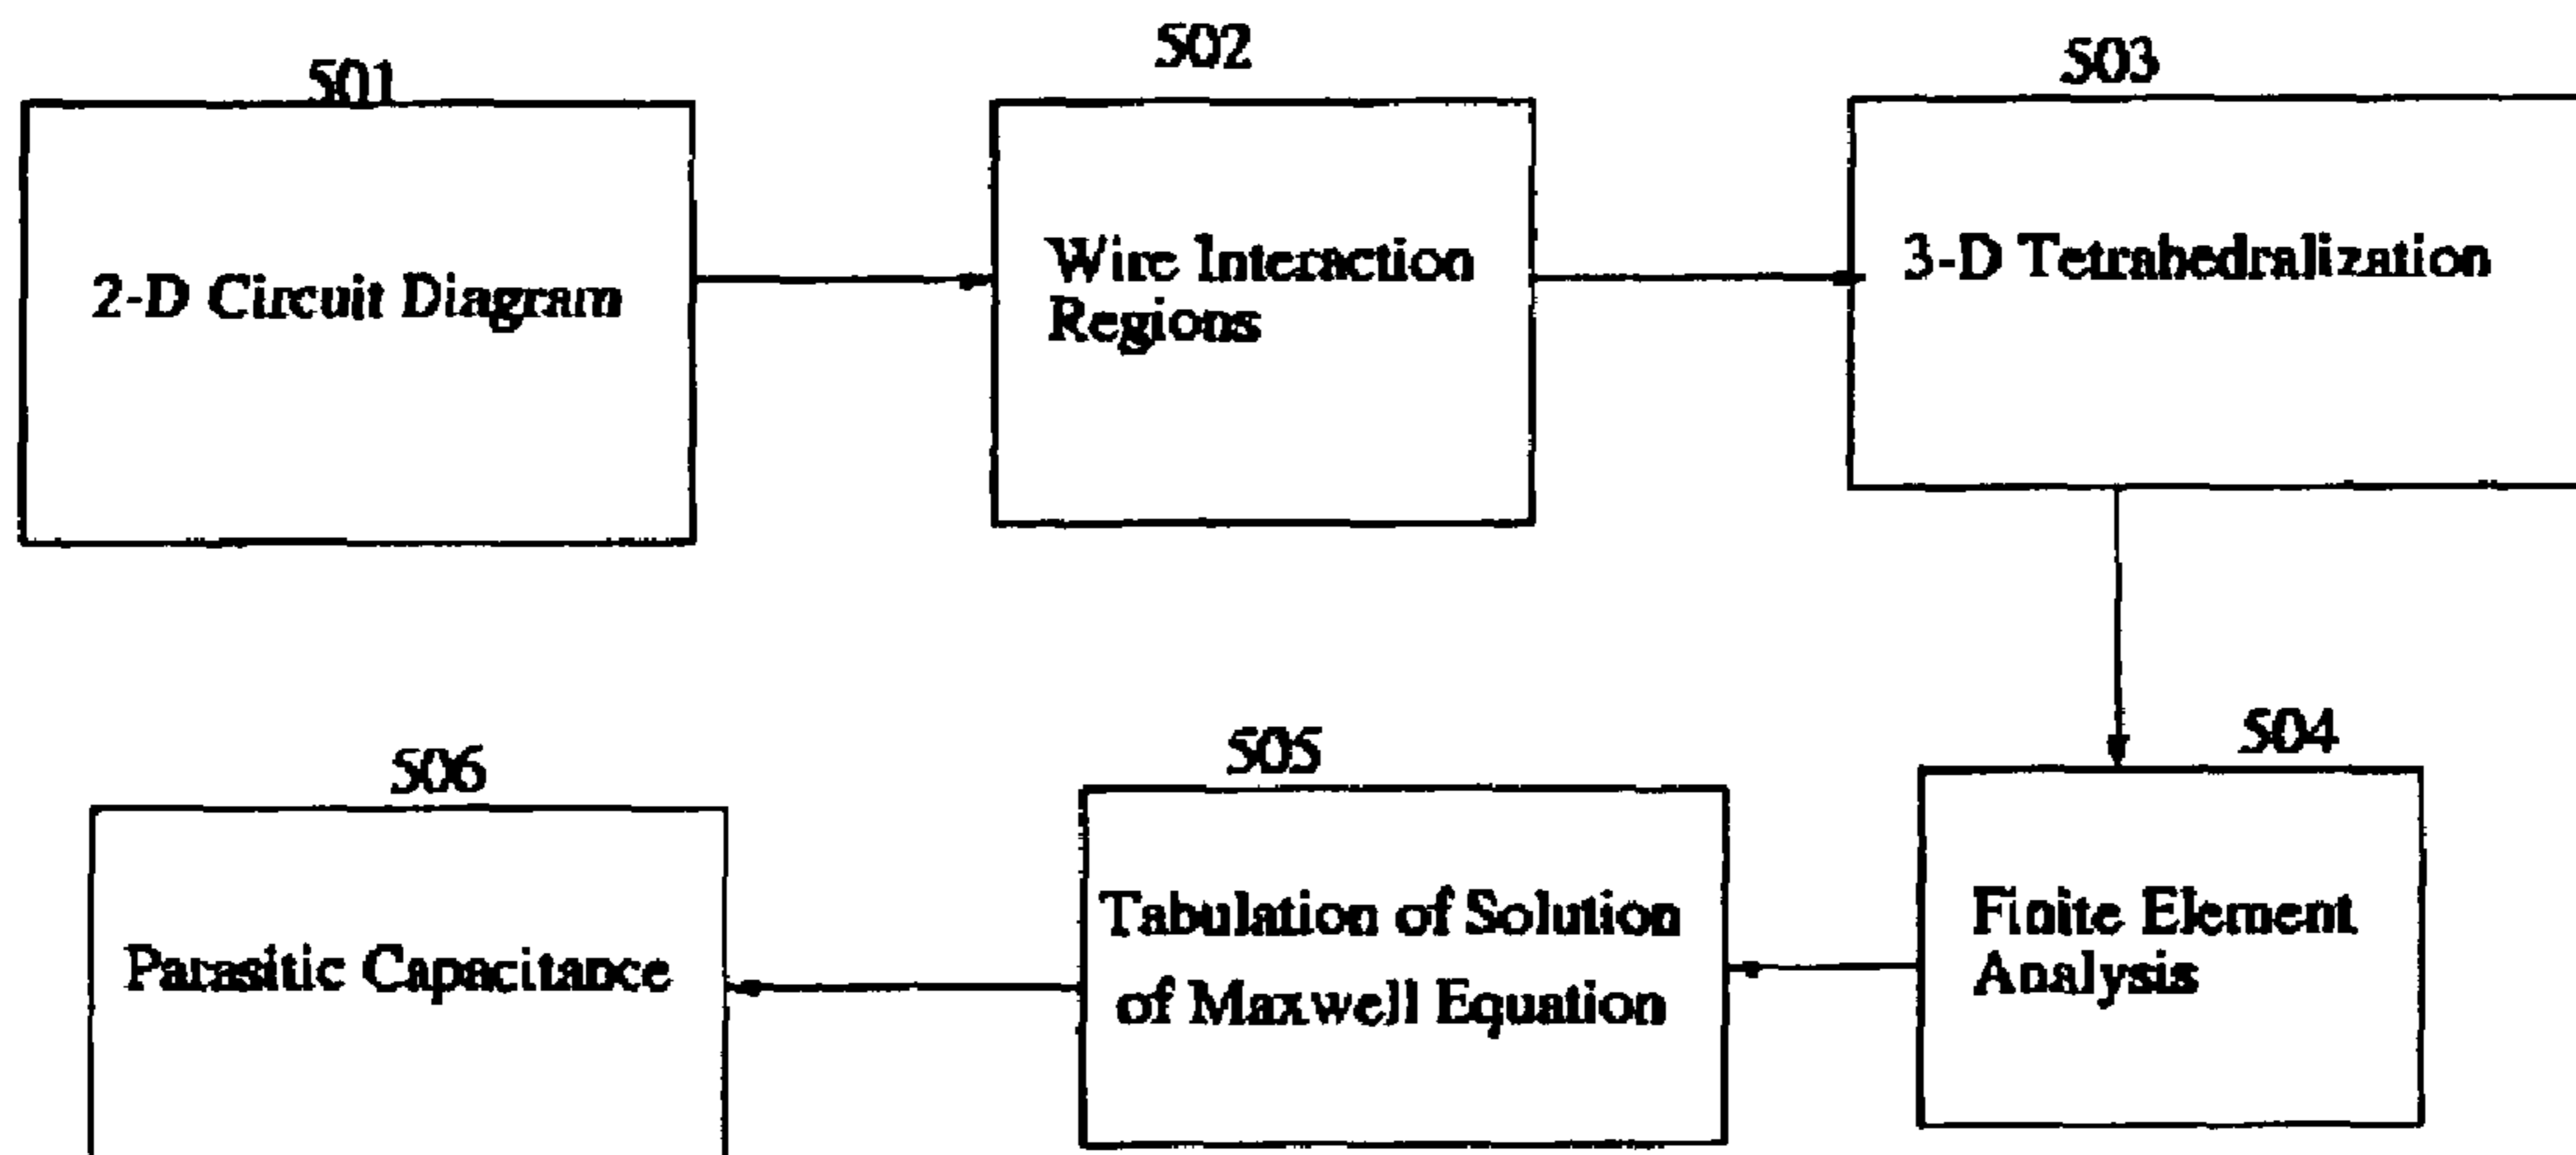 501
2-D Circuit Diagram
502
Wire Interaction
Regions
503
3-D Tetrahedralization
504
Finite Element
Analysis
505
Tabulation of Solution
of Maxwell Equation
506
Parasitic Capacitance